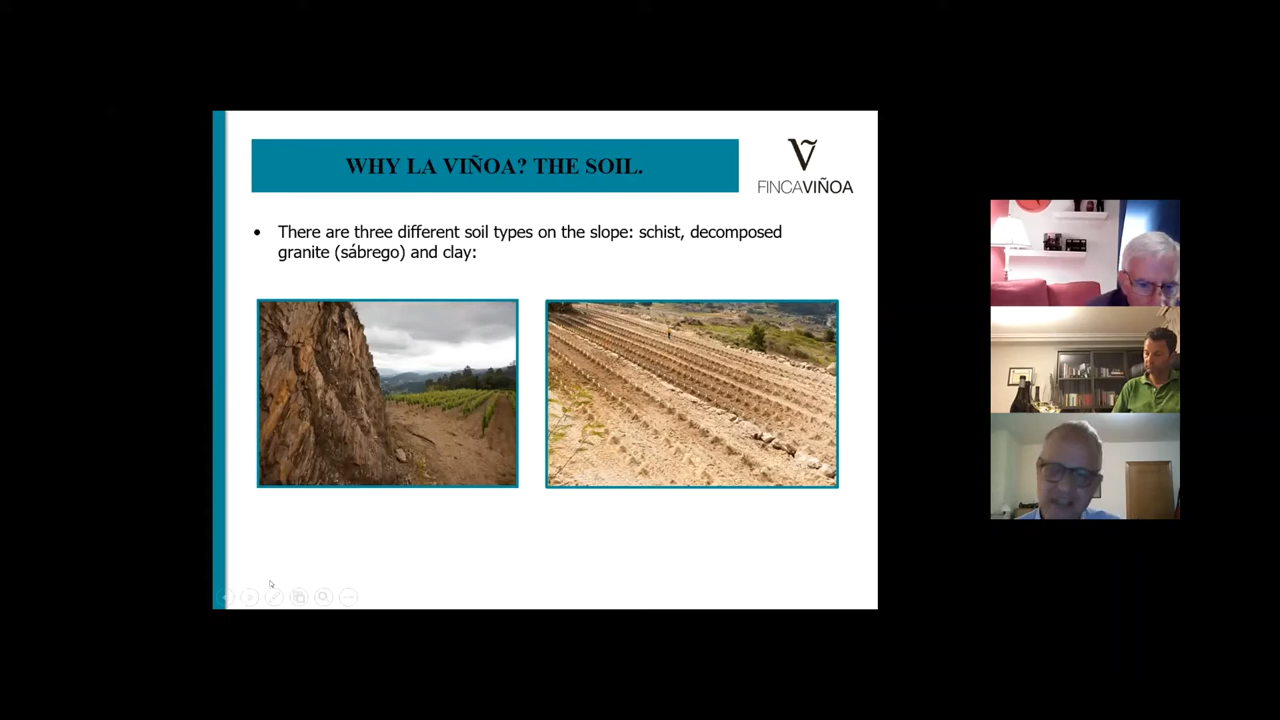 WHY LA VIÑOA? THE SOIL.
Ṽ
FINCAVIÑOA
• There are three different soil types on the slope: schist, decomposed
granite (sábrego) and clay: